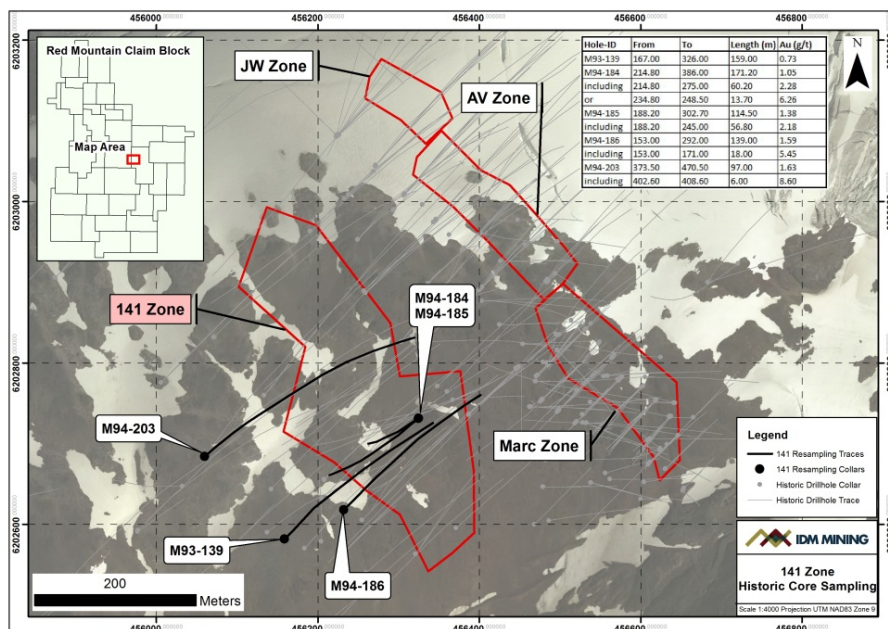 456000
456200
456400
456600
456800
6203200
Red Mountain Claim Block
Map Area
JW Zone
AV Zone
Hole-ID From To Length (m) Au (g/t)
M93-139 167.00 326.00 159.00 0.73
M94-184 214.80 386.00 171.20 1.05
including 214.80 275.00 60.20 2.28
or 234.80 248.50 13.70 6.26
M94-185 188.20 302.70 114.50 1.38
including 188.20 245.00 56.80 2.18
M94-186 153.00 292.00 139.00 1.59
including 153.00 171.00 18.00 5.45
M94-203 373.50 470.50 97.00 1.63
including 402.60 408.60 6.00 8.60
N
6203000
141 Zone
M94-184
M94-185
6202800
M94-203
Marc Zone
Legend
141 Resampling Traces
141 Resampling Collars
Historic Drillhole Collar
Historic Drillhole Trace
6202600
M93-139
M94-186
IDM MINING
141 Zone
Historic Core Sampling
Scale 1:4000 Projection UTM NAD83 Zone 9
200
Meters
456000
456200
456400
456600
456800